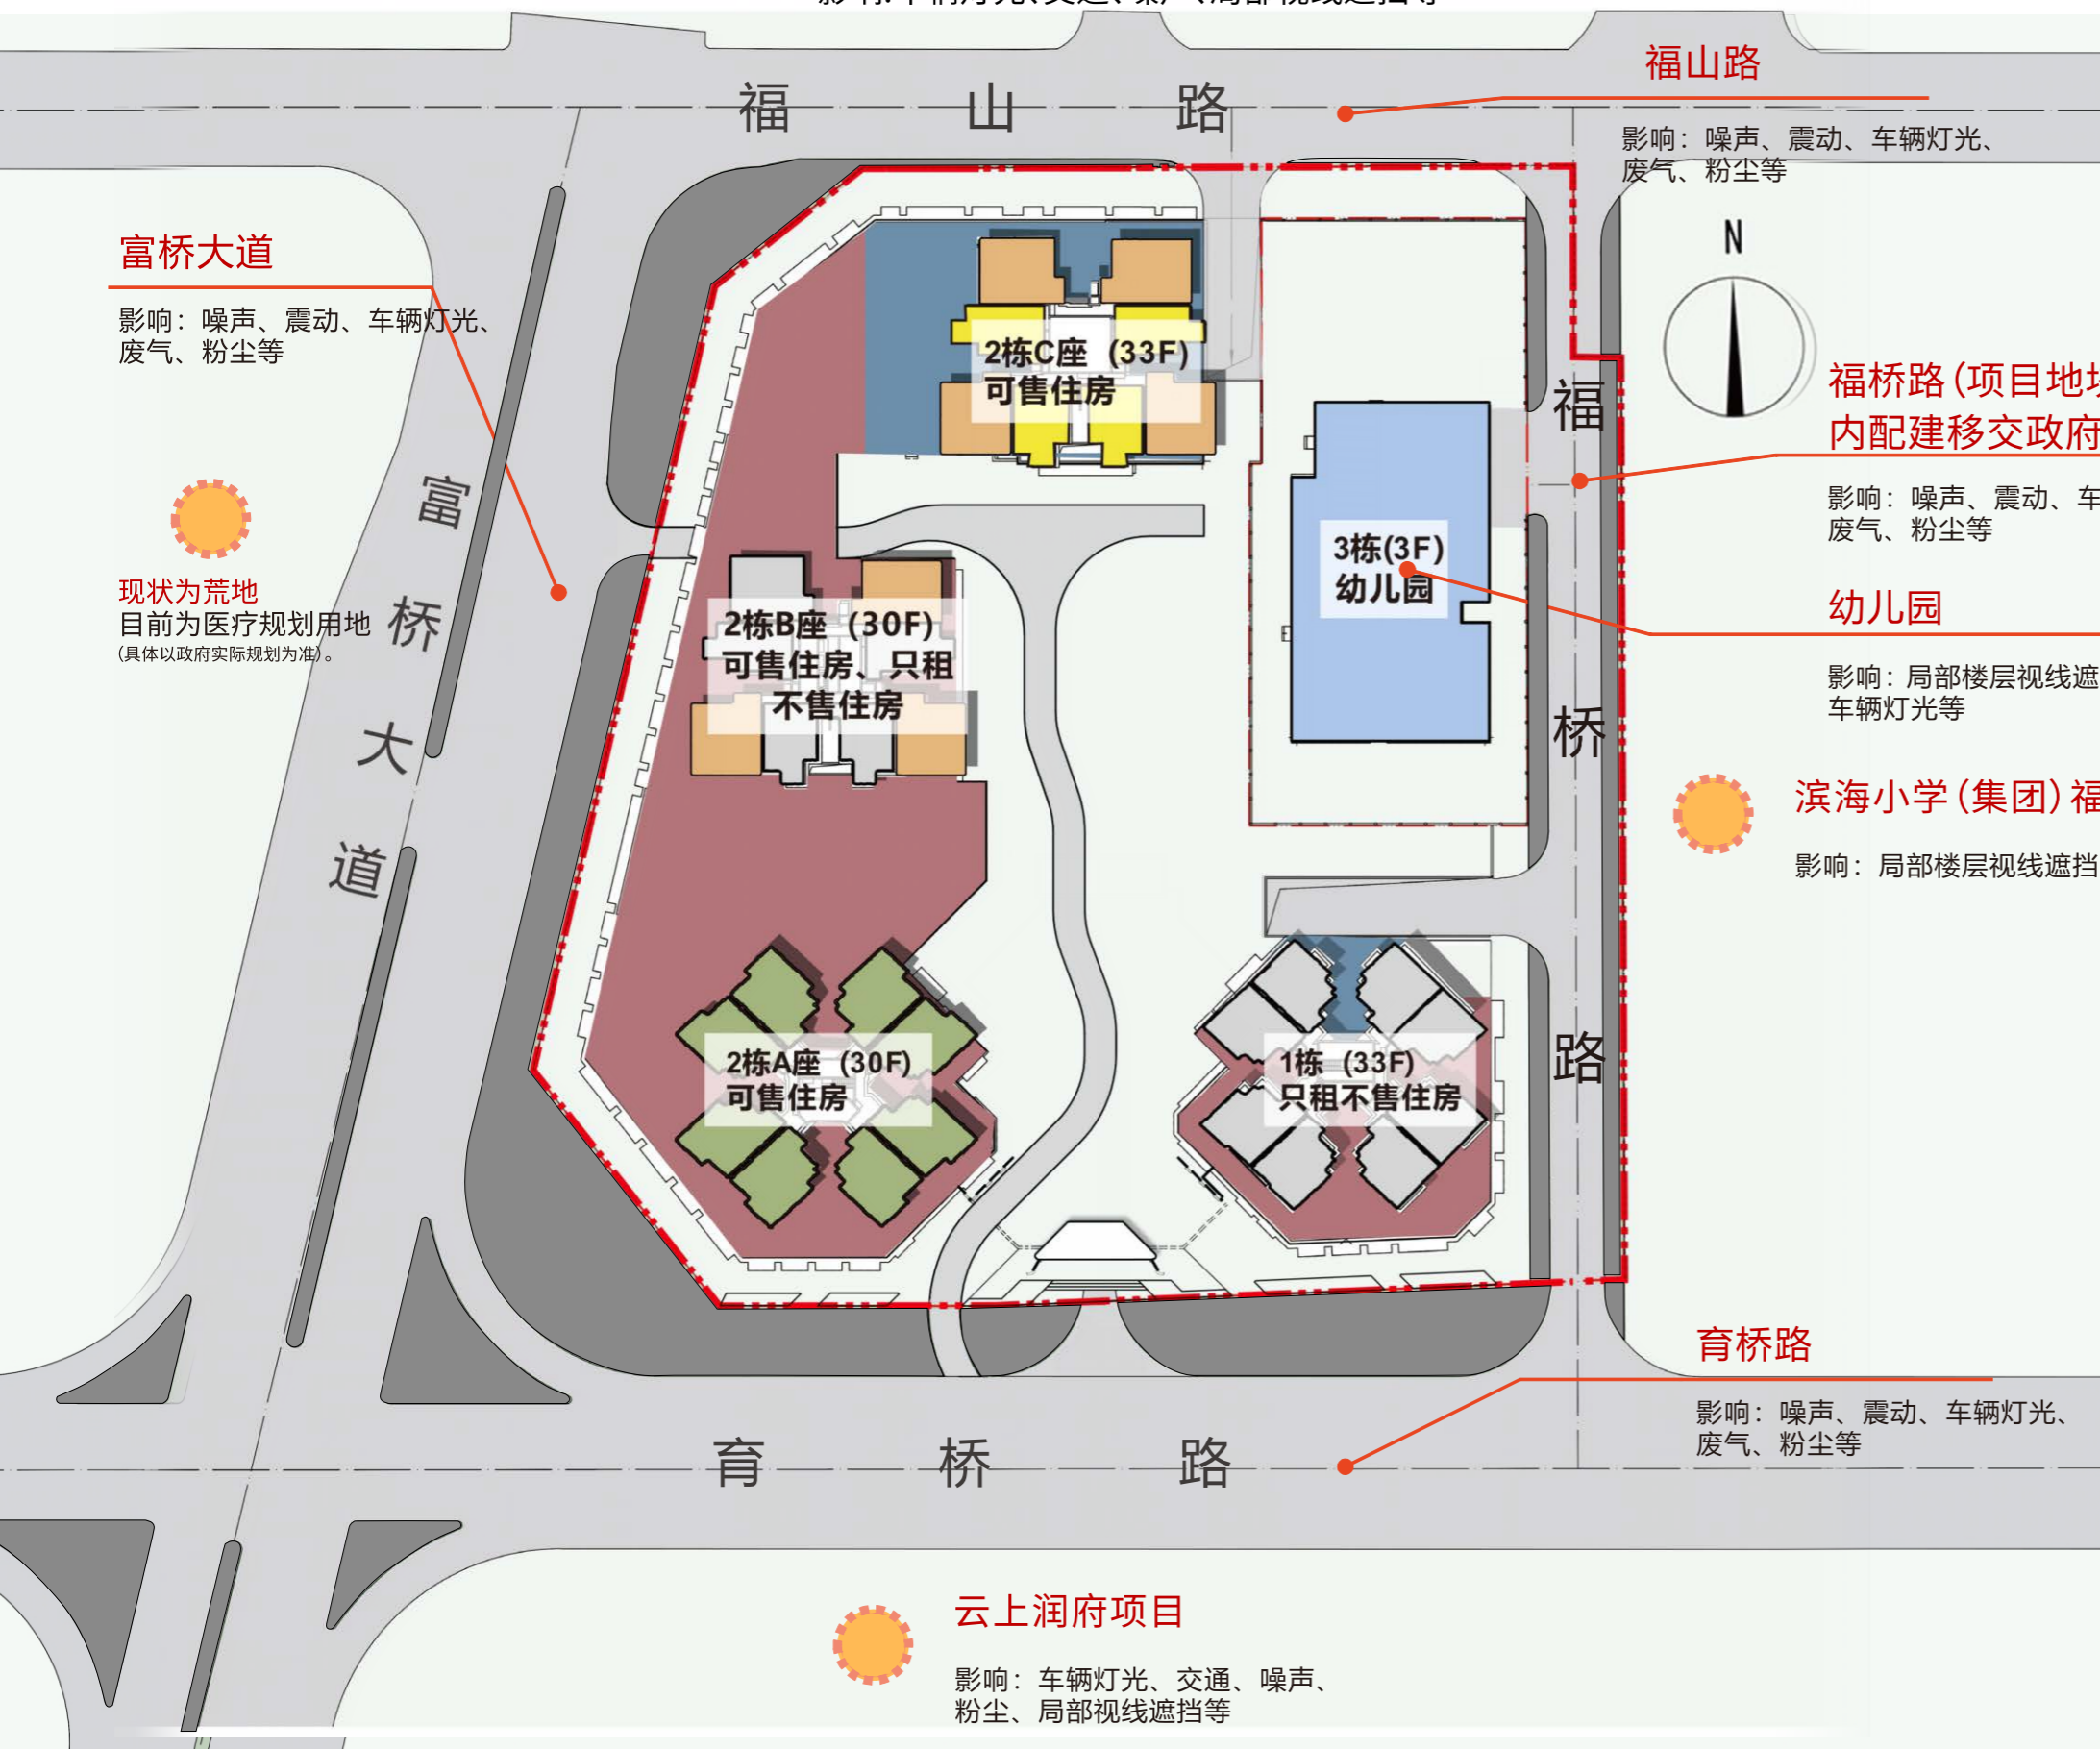 福山路
福山路
影响：噪声、震动、车辆灯光、
废气、粉尘等
富桥大道
影响：噪声、震动、车辆灯光、
废气、粉尘等
N
2栋C座（33F）
可售住房
福桥路（项目地块
内配建移交政府
影响：噪声、震动、车
废气、粉尘等
富桥大道
福桥路
现状为荒地
目前为医疗规划用地
（具体以政府实际规划为准）。
3栋(3F)
幼儿园
幼儿园
影响：局部楼层视线遮
车辆灯光等
2栋B座（30F）
可售住房、只租
不售住房
滨海小学（集团）福
影响：局部楼层视线遮挡
2栋A座（30F）
可售住房
1栋（33F）
只租不售住房
育桥路
影响：噪声、震动、车辆灯光、
废气、粉尘等
育桥路
云上润府项目
影响：车辆灯光、交通、噪声、
粉尘、局部视线遮挡等